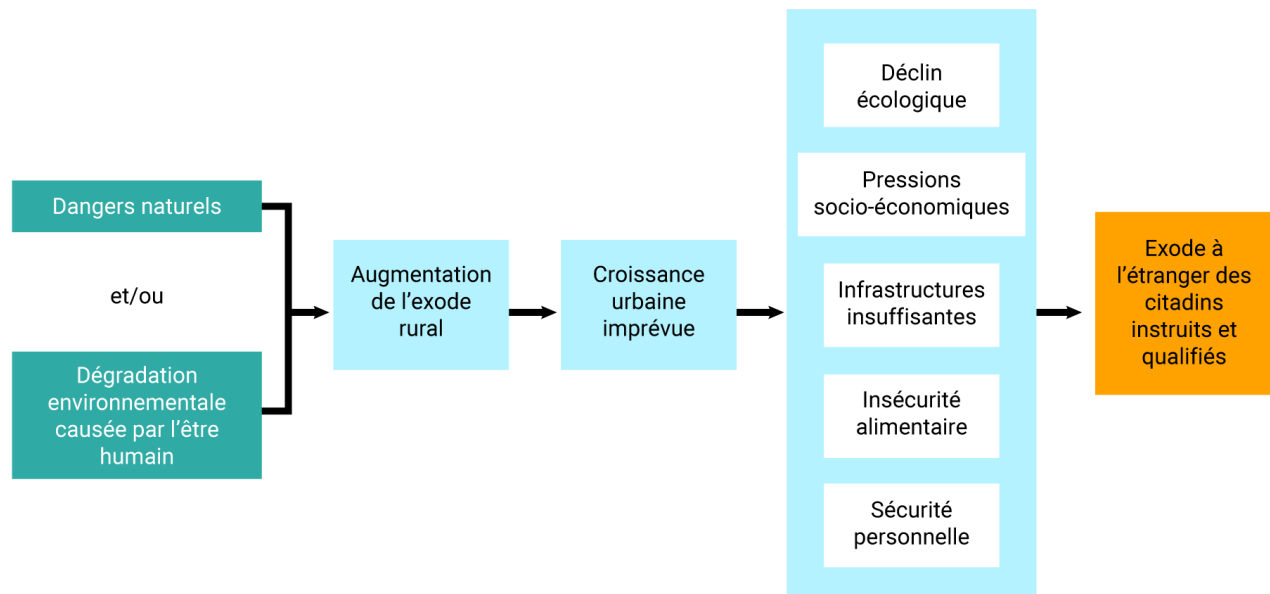 Dangers naturels
et/ou
Dégradation
environnementale
causée par l’être
humain
Augmentation
de l’exode
rural
Croissance
urbaine
imprévue
Déclin
écologique
Pressions
socio-économiques
Infrastructures
insuffisantes
Insécurité
alimentaire
Sécurité
personnelle
Exode à
l’étranger des
citadins
instruits et
qualifiés